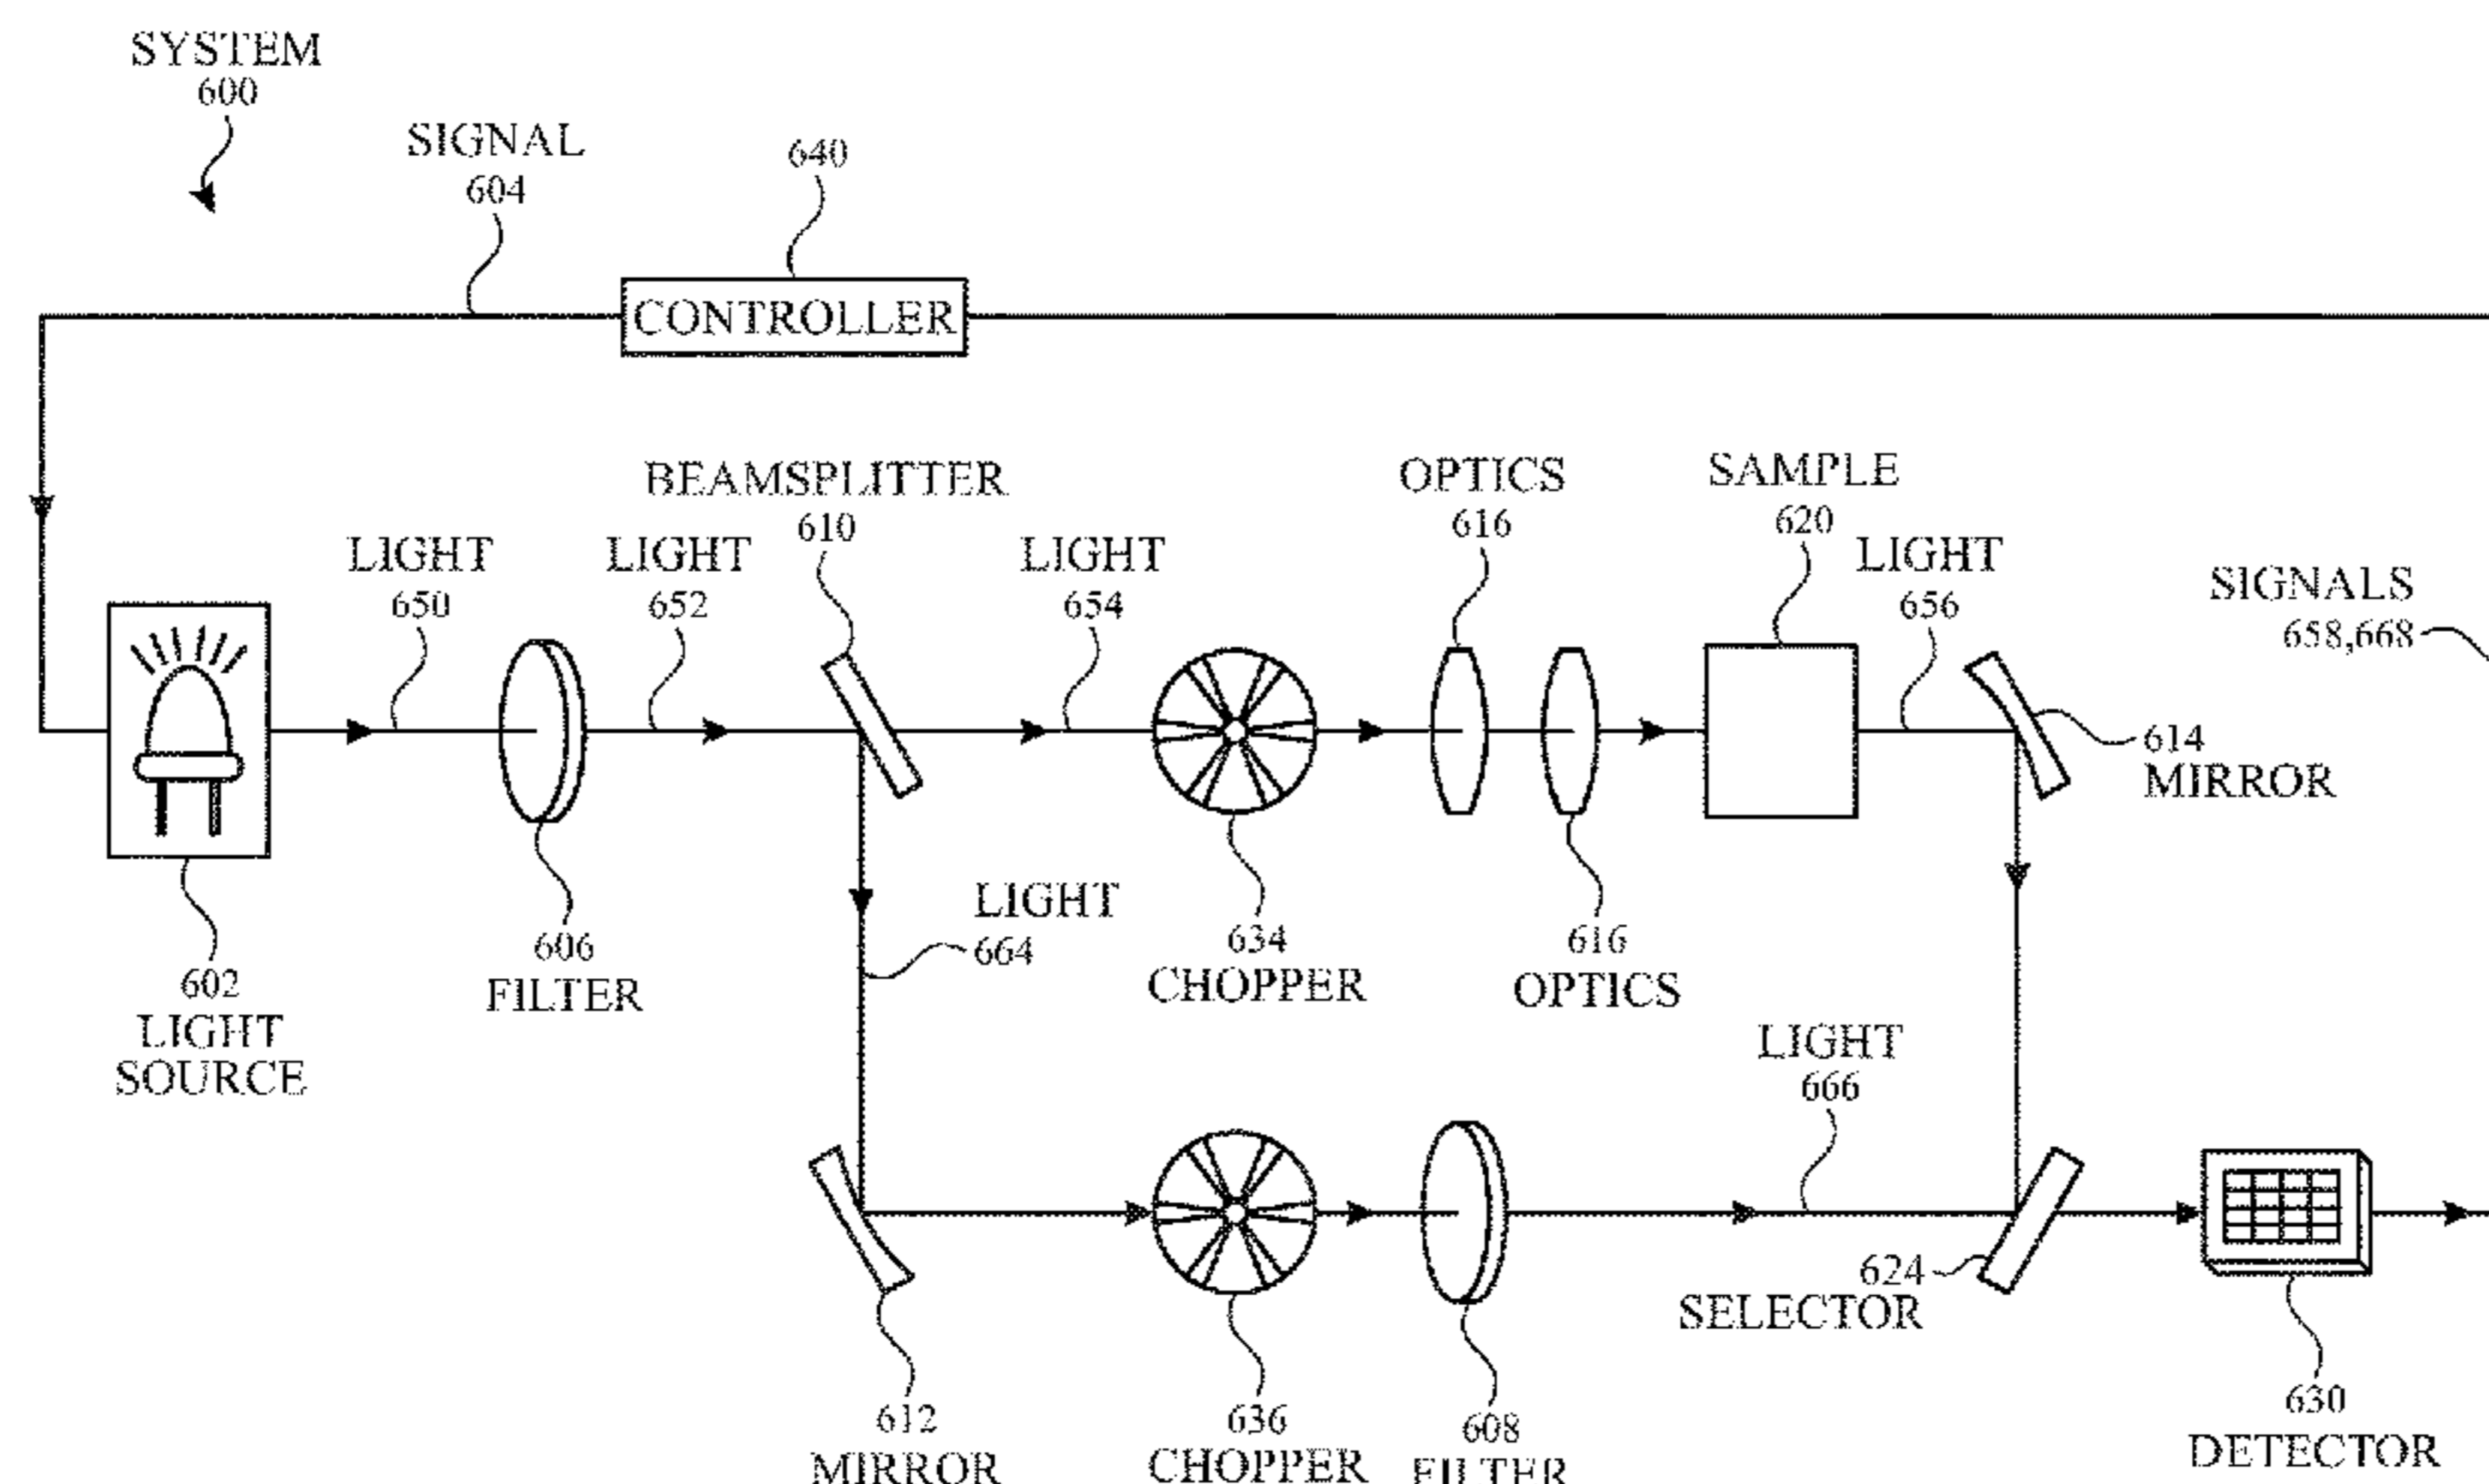 SYSTEM
600
SIGNAL
604
640
CONTROLLER
BEAMSPLITTER
610
OPTICS
616
SAMPLE
620
LIGHT
650
LIGHT
652
LIGHT
654
LIGHT
656
SIGNALS
658,668
614
MIRROR
LIGHT
664
606
FILTER
634
CHOPPER
616
OPTICS
602
LIGHT
SOURCE
LIGHT
666
624
SELECTOR
612
MIRROR
636
CHOPPER
608
FILTER
630
DETECTOR